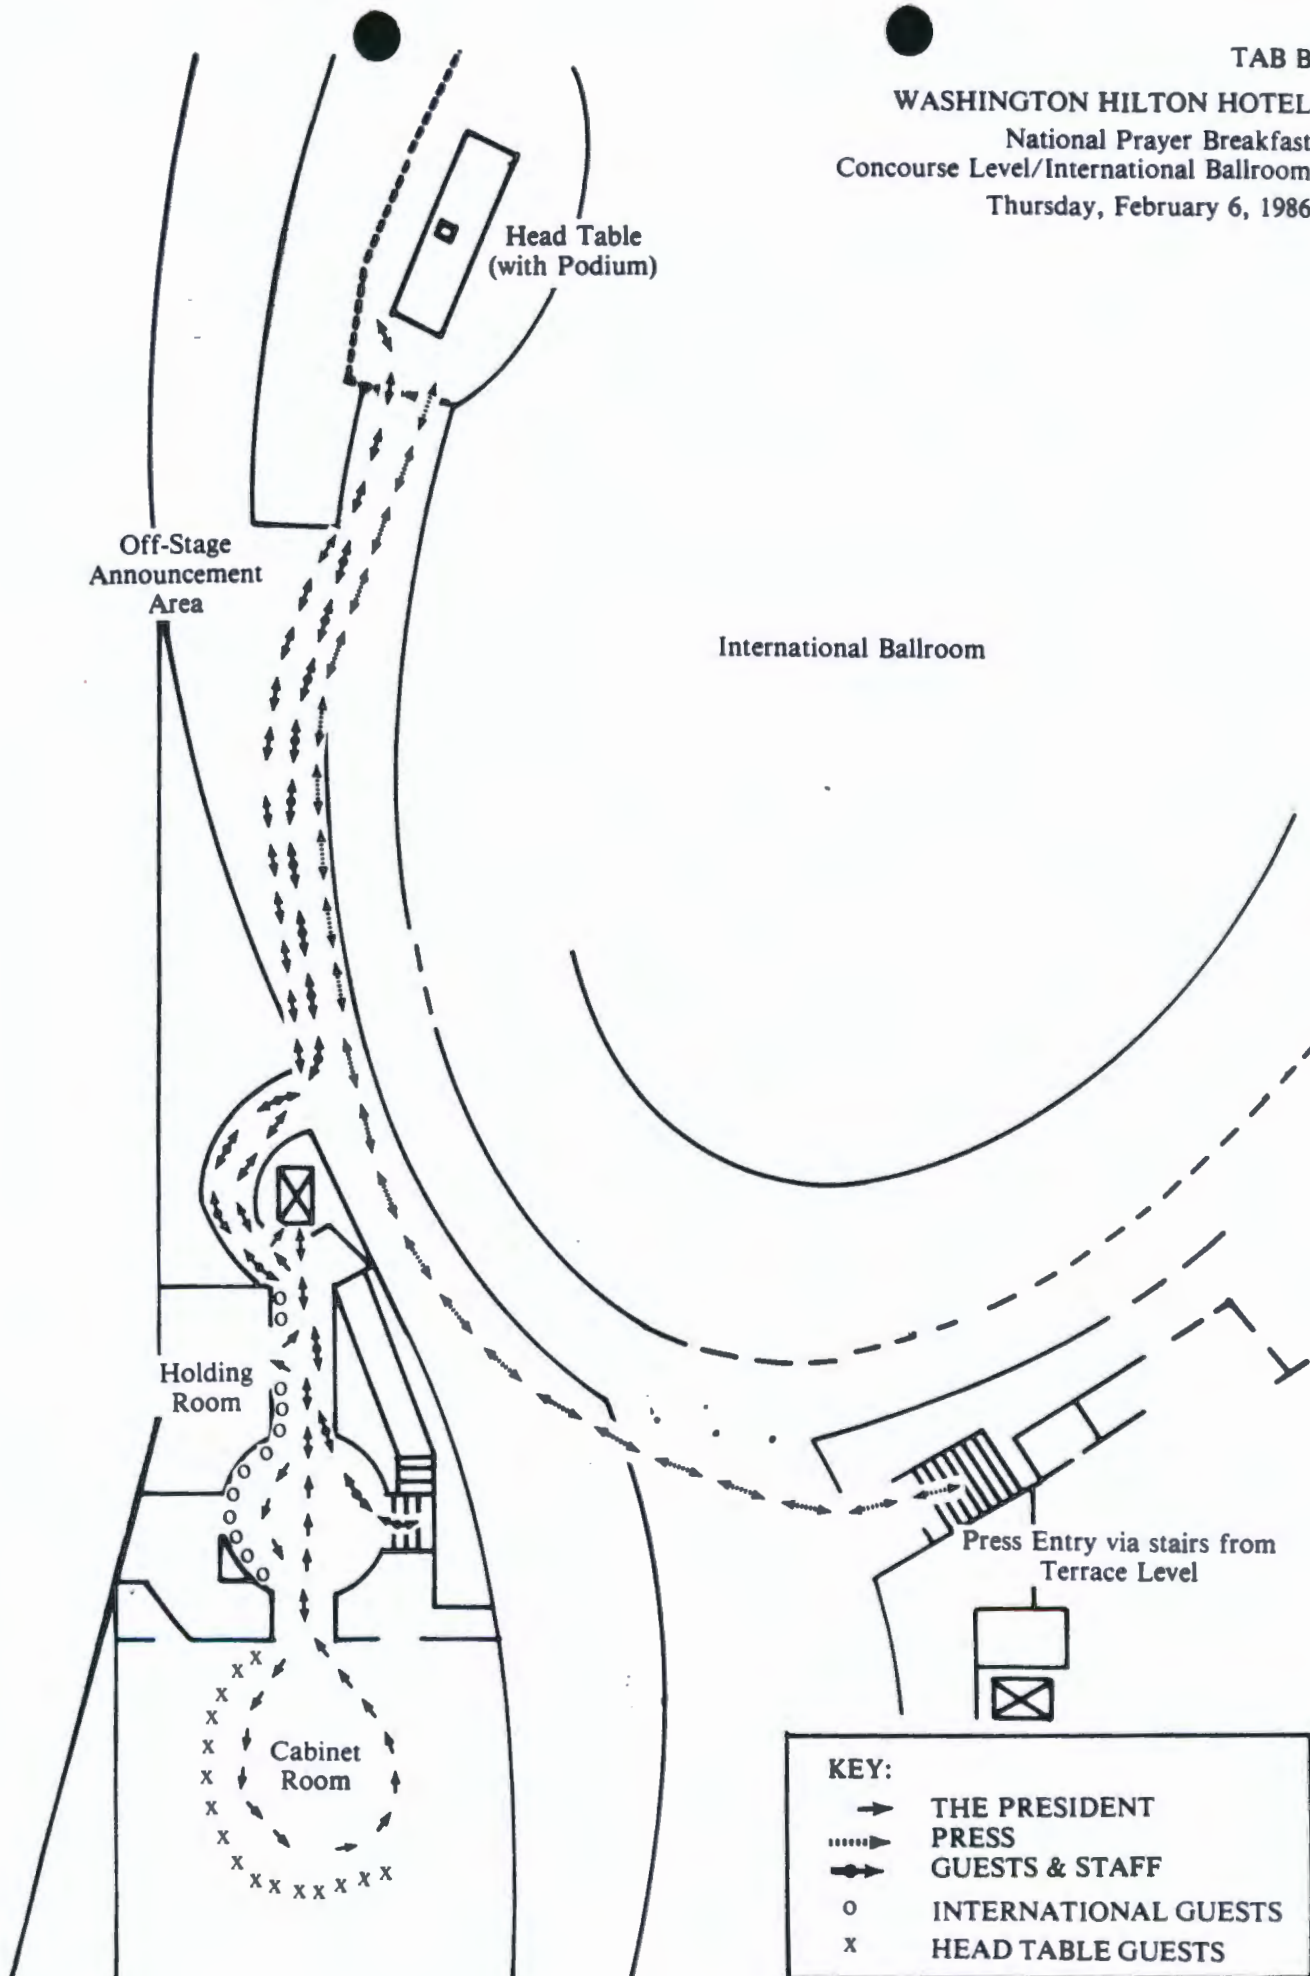 TAB B
WASHINGTON HILTON HOTEL
National Prayer Breakfast
Concourse Level/International Ballroom
Thursday, February 6, 1986
Head Table
(with Podium)
Off-Stage
Announcement
Area
International Ballroom
Holding
Room
Press Entry via stairs from
Terrace Level
Cabinet
Room
KEY:
THE PRESIDENT
PRESS
GUESTS & STAFF
o INTERNATIONAL GUESTS
x HEAD TABLE GUESTS